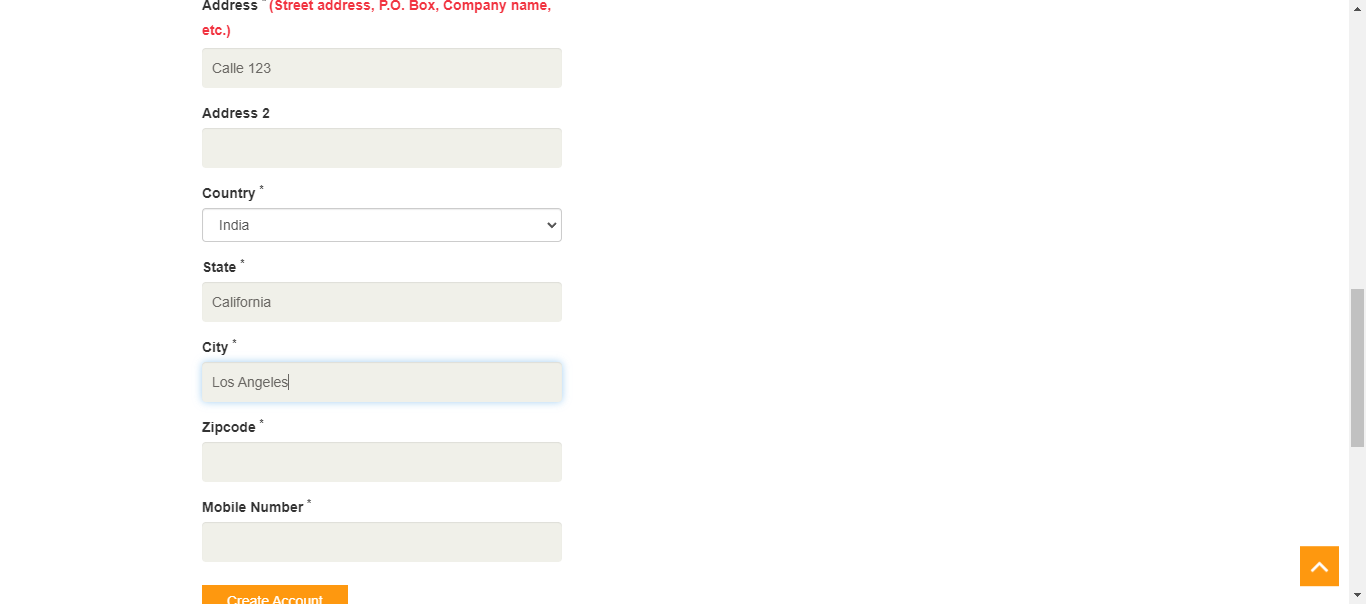 Address * (Street address, P.O. Box, Company name,
etc.)
Calle 123
Address 2
Country *
India
State *
California
City *
Los Angeles
Zipcode *
Mobile Number *
Create Account